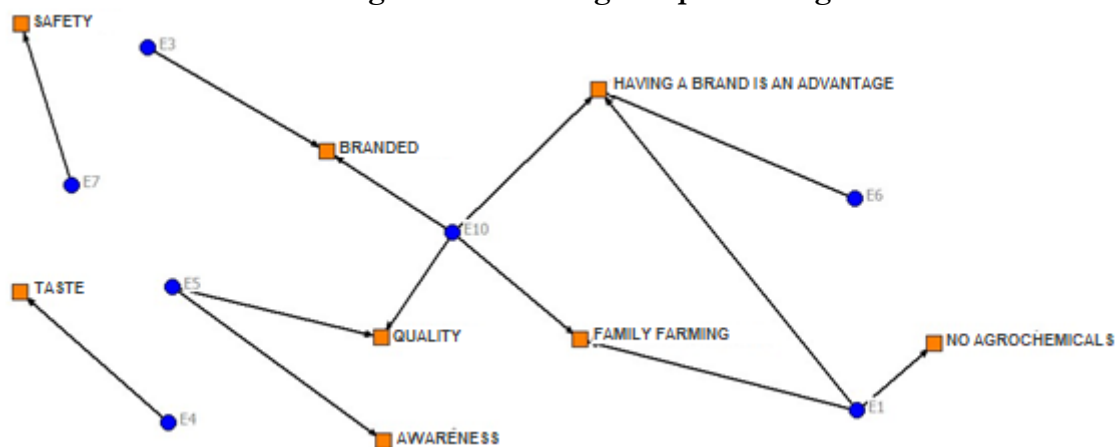 SAFETY
E3
HAVING A BRAND IS AN ADVANTAGE
BRANDED
E7
E6
E10
TASTE
E5
QUALITY
FAMILY FARMING
NO AGROCHEMICALS
E4
E1
AWARENESS